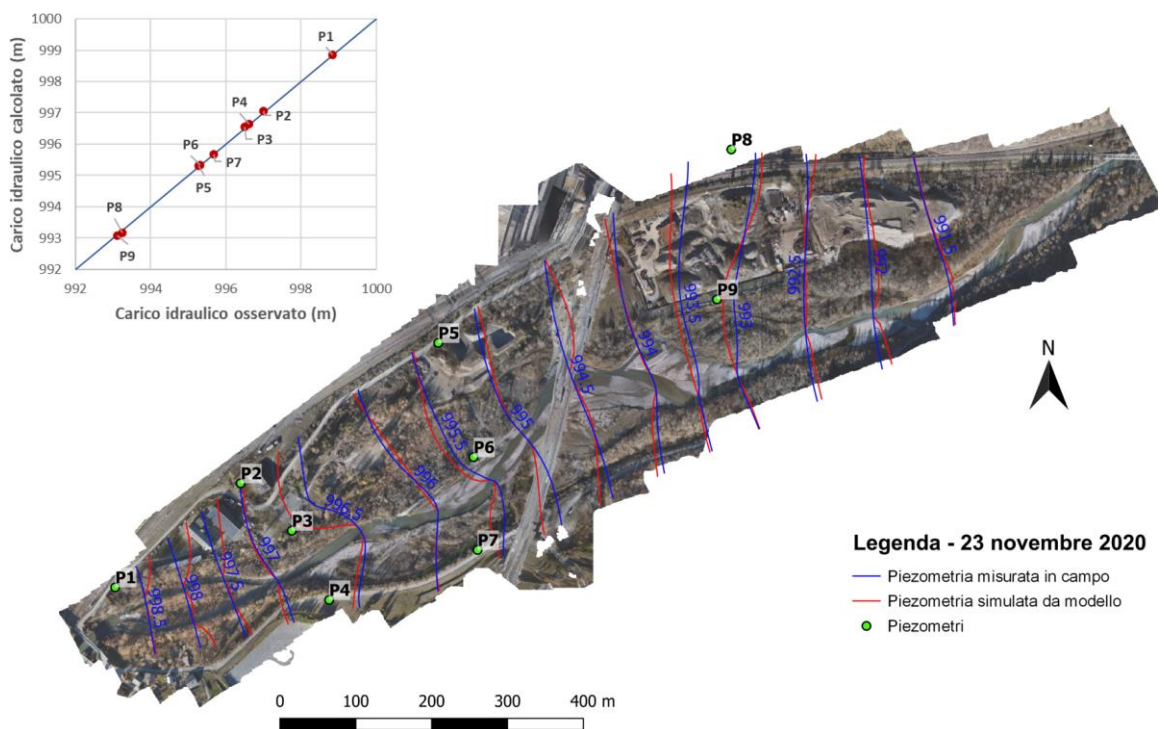 1000
999
998
997
996
995
994
993
992
992
994
996
998
1000
Carico idraulico calcolato (m)
Carico idraulico osservato (m)
P1
P4
P2
P3
P6
P7
P5
P8
P9
P8
P9
P5
P6
P2
P3
P7
P1
P4
991.5
992
992.5
993
993.5
994
994.5
995
995.5
996
996.5
997
997.5
998
998.5
N
Legenda - 23 novembre 2020
Piezometria misurata in campo
Piezometria simulata da modello
Piezometri
0 100 200 300 400 m